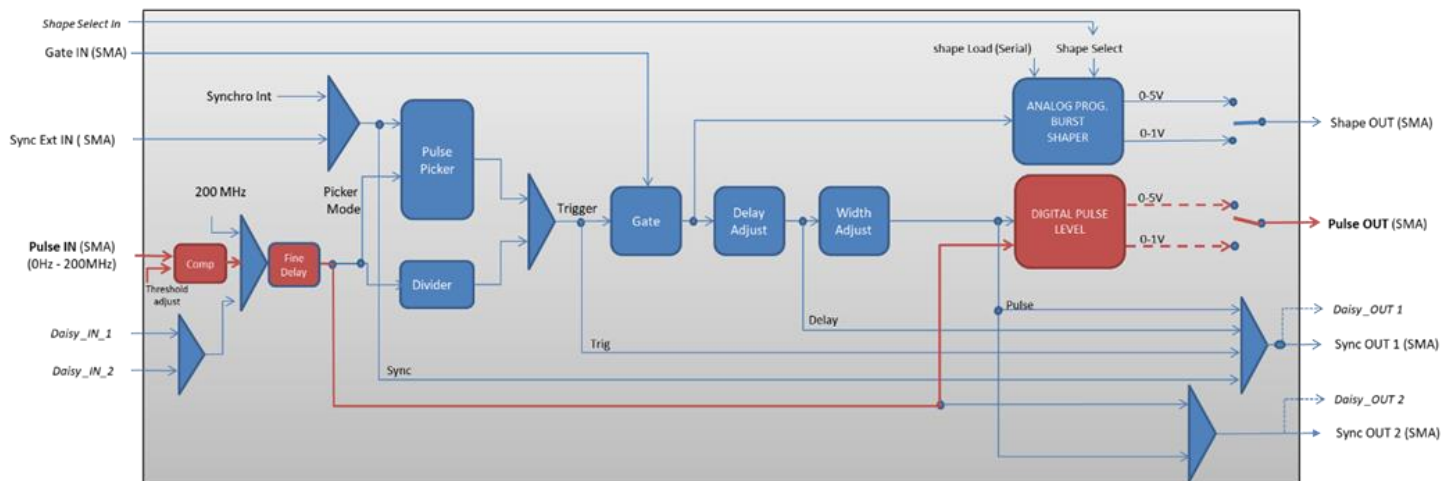 Shape Select In
Gate IN (SMA)
shape Load (Serial)
Shape Select
Synchro Int
Sync Ext IN ( SMA)
Pulse
Picker
ANALOG PROG.
BURST
SHAPER
0-5V
0-1V
Shape OUT (SMA)
200 MHz
Picker
Mode
Trigger
Gate
Delay
Adjust
Width
Adjust
DIGITAL PULSE
LEVEL
0-5V
0-1V
Pulse OUT (SMA)
Pulse IN (SMA)
(0Hz - 200MHz)
Comp
Fine
Delay
Threshold
adjust
Divider
Daisy_IN_1
Daisy_IN_2
Pulse
Delay
Trig
Sync
Daisy_OUT 1
Sync OUT 1 (SMA)
Daisy_OUT 2
Sync OUT 2 (SMA)